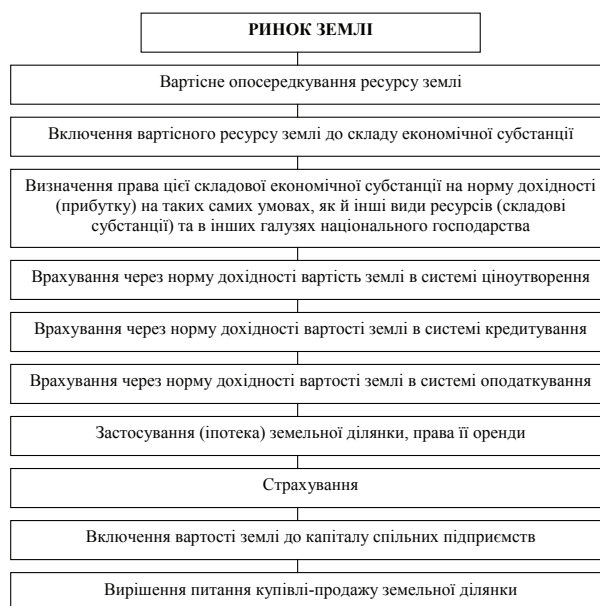 РИНОК ЗЕМЛІ
Вартісне опосередкування ресурсу землі
Включення вартісного ресурсу землі до складу економічної субстанції
Визначення права цієї складової економічної субстанції на норму дохідності
(прибутку) на таких самих умовах, як й інші види ресурсів (складові
субстанції) та в інших галузях національного господарства
Врахування через норму дохідності вартість землі в системі ціноутворення
Врахування через норму дохідності вартості землі в системі кредитування
Врахування через норму дохідності вартості землі в системі оподаткування
Застосування (іпотека) земельної ділянки, права її оренди
Страхування
Включення вартості землі до капіталу спільних підприємств
Вирішення питання купівлі-продажу земельної ділянки